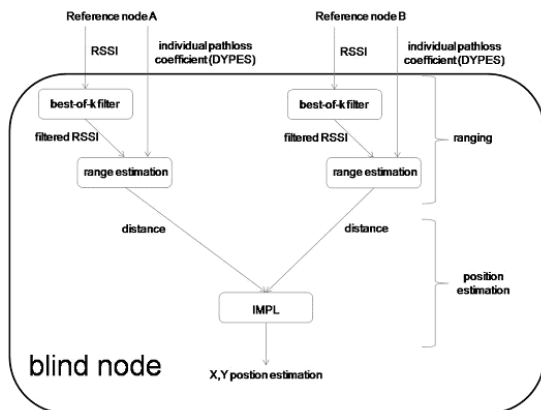 Reference node A
Reference node B
RSSI
individual pathloss
coefficient (DYPES)
RSSI
individual pathloss
coefficient (DYPES)
best-of-k filter
best-of-k filter
filtered RSSI
filtered RSSI
ranging
range estimation
range estimation
distance
distance
position
estimation
IMPL
blind node
X,Y postion estimation